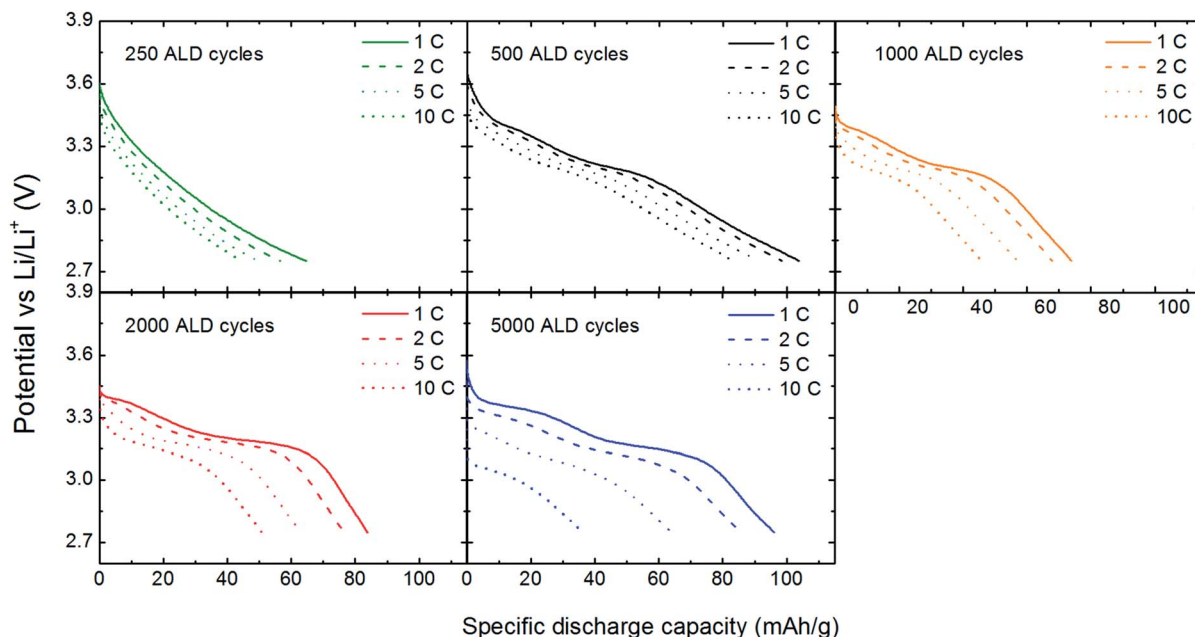 Potential vs Li/Li⁺ (V)
3.9
3.6
3.3
3.0
2.7
250 ALD cycles
1 C
2 C
5 C
10 C
500 ALD cycles
1 C
2 C
5 C
10 C
1000 ALD cycles
1 C
2 C
5 C
10C
0 20 40 60 80 100
3.9
3.6
3.3
3.0
2.7
2000 ALD cycles
1 C
2 C
5 C
10 C
0 20 40 60 80 100
5000 ALD cycles
1 C
2 C
5 C
10 C
0 20 40 60 80 100
Specific discharge capacity (mAh/g)